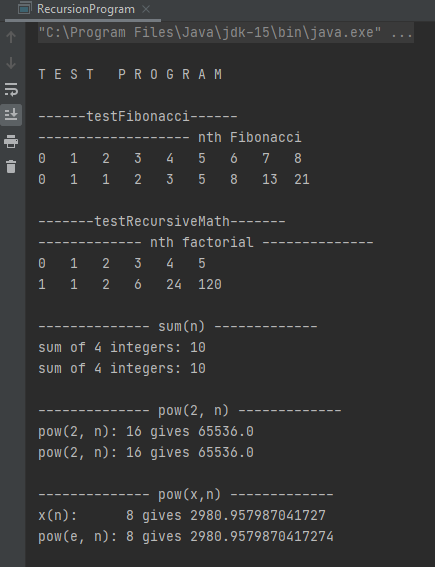 RecursionProgram
"C:\Program Files\Java\jdk-15\bin\java.exe" ...
T E S T   P R O G R A M
------testFibonacci------
------------------- nth Fibonacci
0   1   2   3   4   5   6   7   8
0   1   1   2   3   5   8   13  21
-------testRecursiveMath-------
------------- nth factorial --------------
0   1   2   3   4   5
1   1   2   6   24  120
-------------- sum(n) -------------
sum of 4 integers: 10
sum of 4 integers: 10
-------------- pow(2, n) -------------
pow(2, n): 16 gives 65536.0
pow(2, n): 16 gives 65536.0
-------------- pow(x,n) -------------
x(n):      8 gives 2980.957987041727
pow(e, n): 8 gives 2980.9579870417274